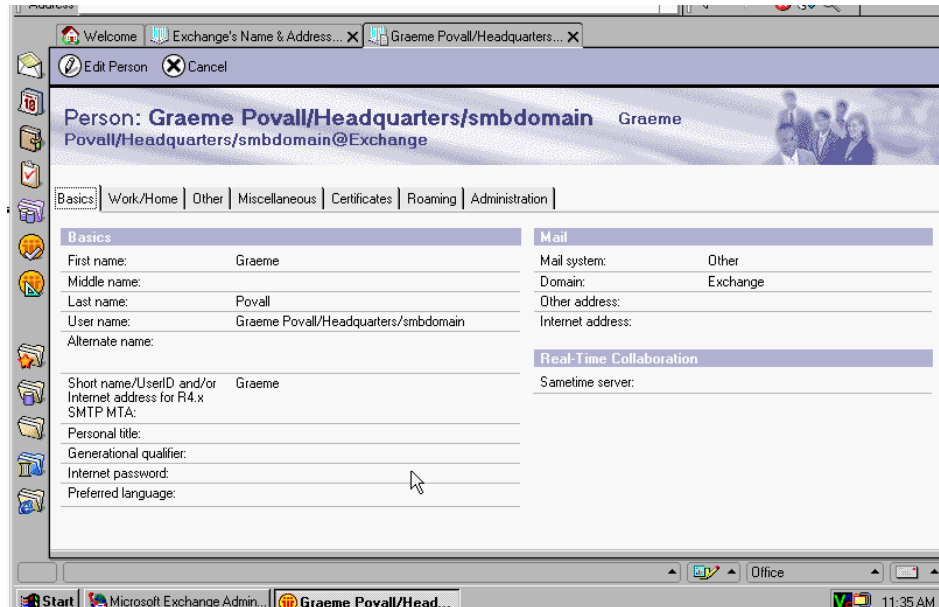 Address
Welcome Exchange's Name & Address... X Graeme Povall/Headquarters... X
Edit Person Cancel
18
Person: Graeme Povall/Headquarters/smbdomain Graeme
Povall/Headquarters/smbdomain@Exchange
Basics Work/Home Other Miscellaneous Certificates Roaming Administration
Basics
First name: Graeme
Middle name:
Last name: Povall
User name: Graeme Povall/Headquarters/smbdomain
Alternate name:
Short name/UserID and/or Graeme
Internet address for R4.x
SMTP MTA:
Personal title:
Generational qualifier:
Internet password:
Preferred language:
Mail
Mail system: Other
Domain: Exchange
Other address:
Internet address:
Real-Time Collaboration
Sametime server:
Office
Start Microsoft Exchange Admin... Graeme Povall/Head... 11:35 AM